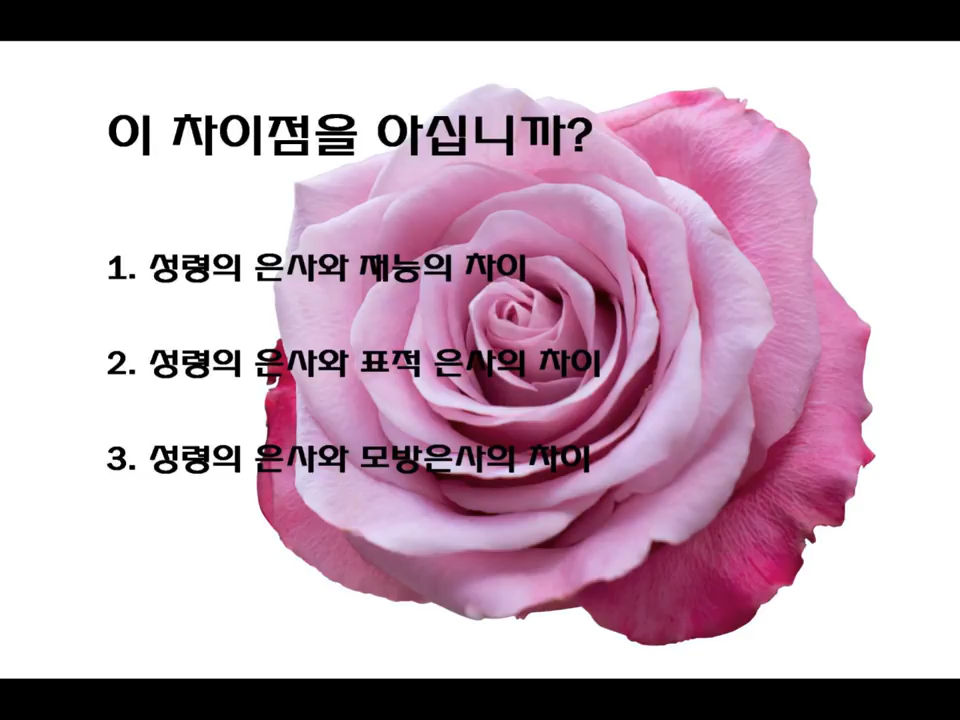 이 차이점을 아십니까?
1. 성령의 은사와 재능의 차이
2. 성령의 은사와 표적 은사의 차이
3. 성령의 은사와 모방은사의 차이